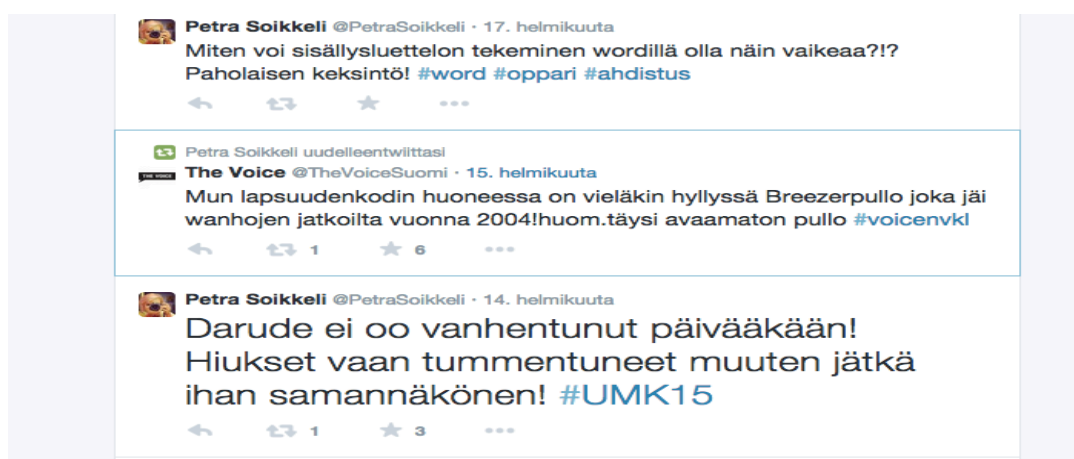 Petra Soikkeli @PetraSoikkeli · 17. helmikuuta
Miten voi sisällysluettelon tekeminen wordillä olla näin vaikeaa?!?
Paholaisen keksintö! #word #oppari #ahdistus
Petra Soikkeli uudelleentwiittasi
THE VOICE The Voice @TheVoiceSuomi · 15. helmikuuta
Mun lapsuudenkodin huoneessa on vieläkin hyllyssä Breezerpullo joka jäi
wanhojen jatkoilta vuonna 2004!huom.täysi avaamaton pullo #voicenvkl
1 6
Petra Soikkeli @PetraSoikkeli · 14. helmikuuta
Darude ei oo vanhentunut päivääkään!
Hiukset vaan tummentuneet muuten jätkä
ihan samannäkönen! #UMK15
1 3